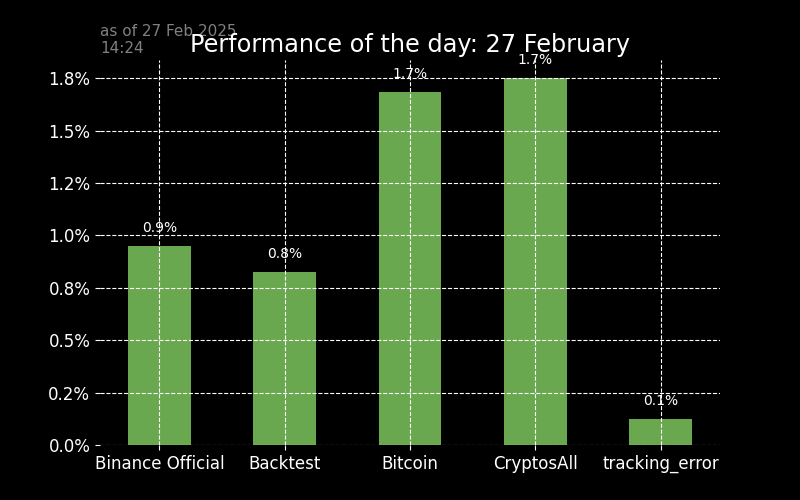 as of 27 Feb 2025
14:24
Performance of the day: 27 February
1.8%
1.5%
1.2%
1.0%
0.8%
0.5%
0.2%
0.0%
0.9%
0.8%
1.7%
1.7%
0.1%
Binance Official
Backtest
Bitcoin
CryptosAll
tracking_error